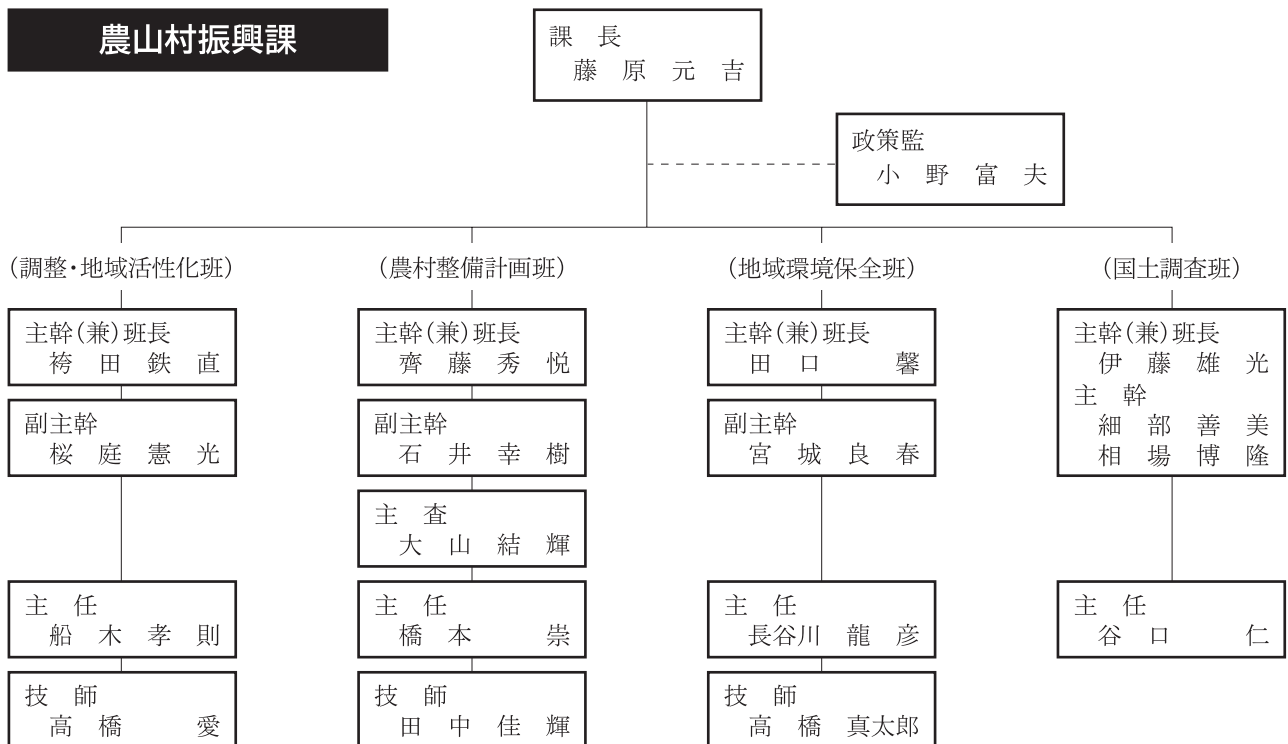 農山村振興課
課 長
藤 原 元 吉
政策監
小 野 富 夫
(調整・地域活性化班)
主幹(兼)班長
袴 田 鉄 直
副主幹
桜 庭 憲 光
主 任
船 木 孝 則
技 師
高 橋 愛
(農村整備計画班)
主幹(兼)班長
齊 藤 秀 悦
副主幹
石 井 幸 樹
主 査
大 山 結 輝
主 任
橋 本 崇
技 師
田 中 佳 輝
(地域環境保全班)
主幹(兼)班長
田 口 馨
副主幹
宮 城 良 春
主 任
長谷川 龍 彦
技 師
高 橋 真太郎
(国土調査班)
主幹(兼)班長
伊 藤 雄 光
主 幹
細 部 善 美
相 場 博 隆
主 任
谷 口 仁